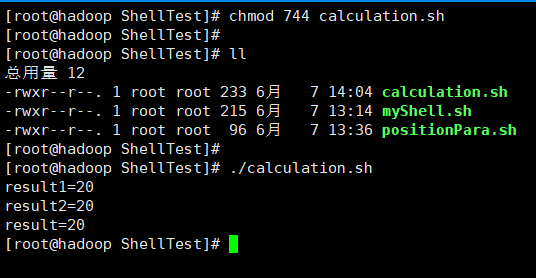 [root@hadoop ShellTest]# chmod 744 calculation.sh
[root@hadoop ShellTest]#
[root@hadoop ShellTest]# ll
总用量 12
-rwxr--r--. 1 root root 233 6月   7 14:04 calculation.sh
-rwxr--r--. 1 root root 215 6月   7 13:14 myShell.sh
-rwxr--r--. 1 root root  96 6月   7 13:36 positionPara.sh
[root@hadoop ShellTest]#
[root@hadoop ShellTest]# ./calculation.sh
result1=20
result2=20
result=20
[root@hadoop ShellTest]#